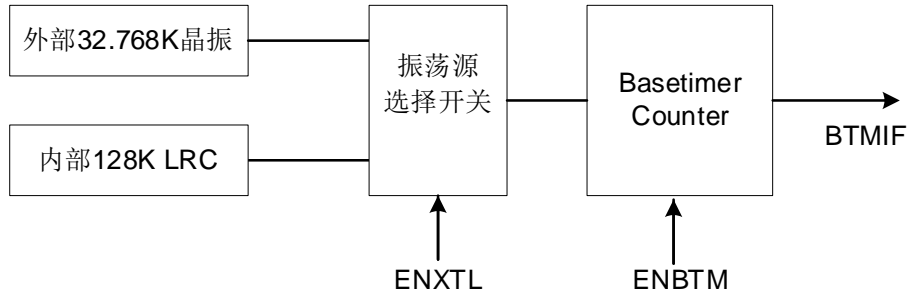 外部32.768K晶振
振荡源
选择开关
Basetimer
Counter
BTMIF
内部128K LRC
ENXTL
ENBTM